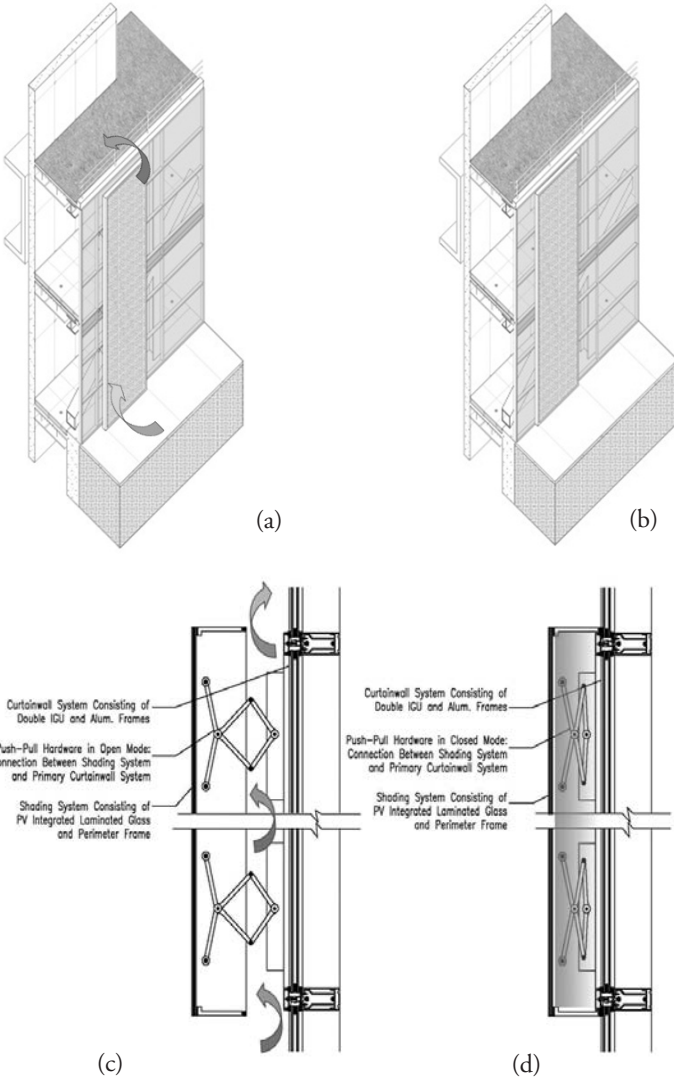 (a)
(b)
Curtainwall System Consisting of
Double IGU and Alum. Frames
Push-Pull Hardware in Open Mode:
Connection Between Shading System
and Primary Curtainwall System
Shading System Consisting of
PV Integrated Laminated Glass
and Perimeter Frame
(c)
Curtainwall System Consisting of
Double IGU and Alum. Frames
Push-Pull Hardware in Closed Mode:
Connection Between Shading System
and Primary Curtainwall System
Shading System Consisting of
PV Integrated Laminated Glass
and Perimeter Frame
(d)